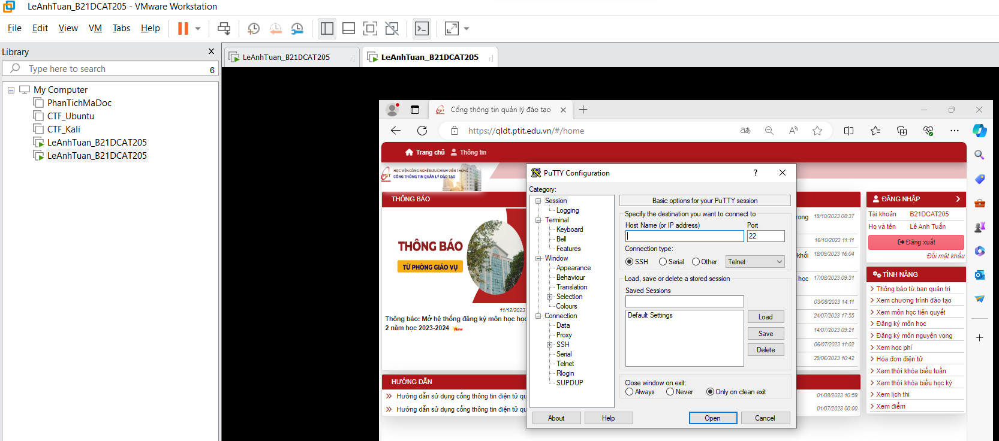 LeAnhTuan_B21DCAT205 - VMware Workstation
File Edit View VM Tabs Help
Library
Type here to search
6
My Computer
PhanTichMaDoc
CTF_Ubuntu
CTF_Kali
LeAnhTuan_B21DCAT205
LeAnhTuan_B21DCAT205
LeAnhTuan_B21DCAT205
LeAnhTuan_B21DCAT205
Cổng thông tin quản lý đào tạo
https://qldt.ptit.edu.vn/#/home
Trang chủ Thông tin
HỌC VIỆN CÔNG NGHỆ BƯU CHÍNH VIỄN THÔNG
CỔNG THÔNG TIN QUẢN LÝ ĐÀO TẠO
THÔNG BÁO
THÔNG BÁO
TỪ PHÒNG GIÁO VỤ
11/12/2023
Thông báo: Mở hệ thống đăng ký môn học học
2 năm học 2023-2024 New
HƯỚNG DẪN
Hướng dẫn sử dụng cổng thông tin điện tử qu
Hướng dẫn sử dụng cổng thông tin điện tử qu
PuTTY Configuration
?
Category:
Session
Logging
Terminal
Keyboard
Bell
Features
Window
Appearance
Behaviour
Translation
Selection
Colours
Connection
Data
Proxy
SSH
Serial
Telnet
Rlogin
SUPDUP
Basic options for your PuTTY session
Specify the destination you want to connect to
Host Name (or IP address) Port
22
Connection type:
SSH Serial Other: Telnet
Load, save or delete a stored session
Saved Sessions
Default Settings
Load
Save
Delete
Close window on exit:
Always Never Only on clean exit
About Help Open Cancel
rong 19/10/2023 08:37
16/10/2023 11:11
khối 18/09/2023 16:04
học 17/08/2023 09:31
03/08/2023 14:11
24/07/2023 17:55
14/07/2023 09:21
06/07/2023 11:02
29/06/2023 10:42
01/08/2023 10:59
01/07/2023 00:00
ĐĂNG NHẬP
Tài khoản B21DCAT205
Họ và tên Lê Anh Tuấn
Đăng xuất
Đổi mật khẩu
TÍNH NĂNG
Thông báo từ ban quản trị
Xem chương trình đào tạo
Xem môn học tiên quyết
Đăng ký môn học
Đăng ký môn nguyện vọng
Xem học phí
Hóa đơn điện tử
Xem thời khóa biểu tuần
Xem thời khóa biểu học kỳ
Xem lịch thi
Xem điểm